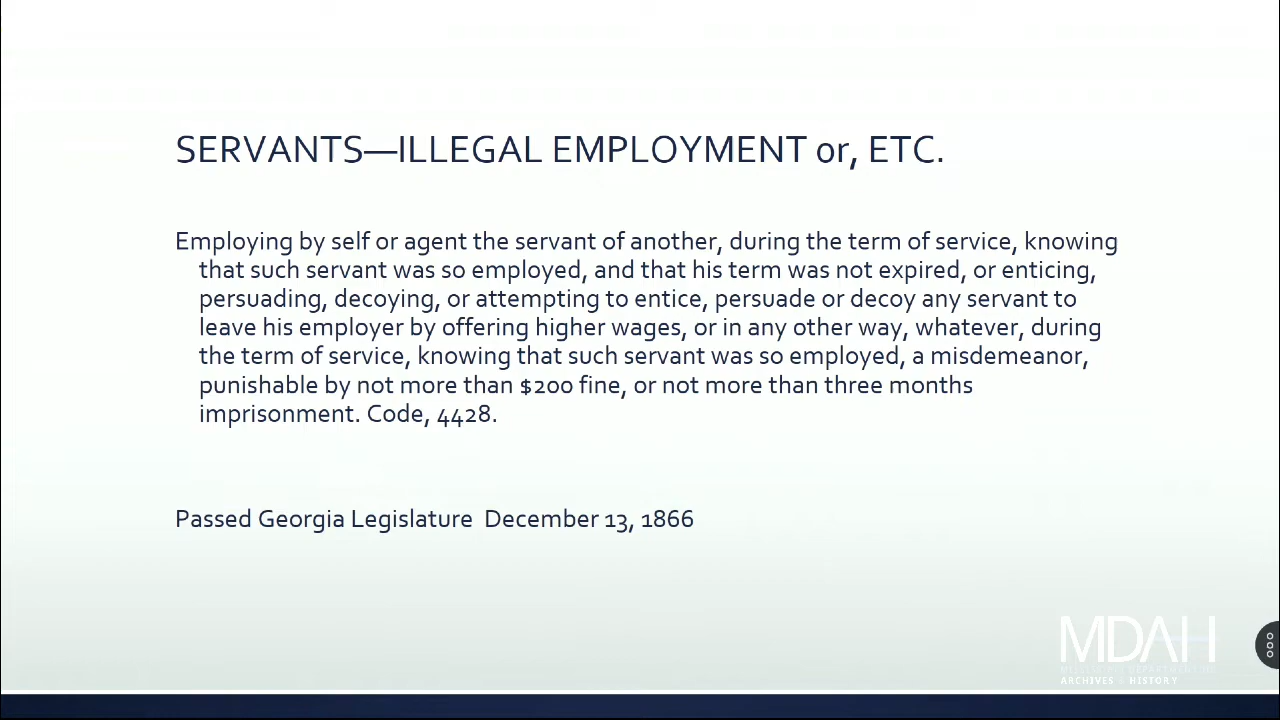 SERVANTS—ILLEGAL EMPLOYMENT or, ETC.
Employing by self or agent the servant of another, during the term of service, knowing
that such servant was so employed, and that his term was not expired, or enticing,
persuading, decoying, or attempting to entice, persuade or decoy any servant to
leave his employer by offering higher wages, or in any other way, whatever, during
the term of service, knowing that such servant was so employed, a misdemeanor,
punishable by not more than $200 fine, or not more than three months
imprisonment. Code, 4428.
Passed Georgia Legislature December 13, 1866
MDAH
ARCHIVES & HISTORY